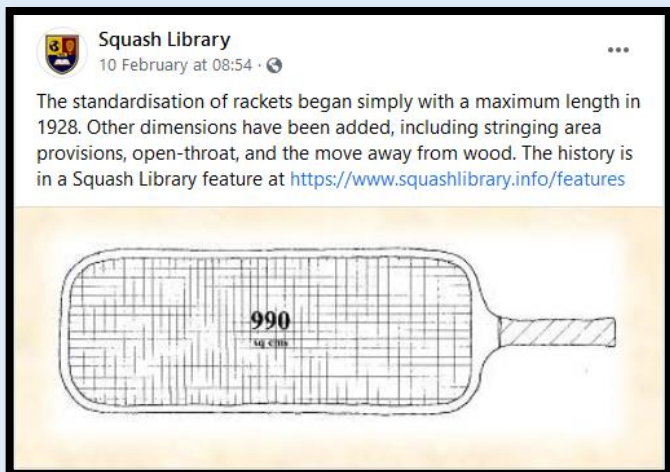 Squash Library
10 February at 08:54 ·
The standardisation of rackets began simply with a maximum length in
1928. Other dimensions have been added, including stringing area
provisions, open-throat, and the move away from wood. The history is
in a Squash Library feature at https://www.squashlibrary.info/features
990
sq cms